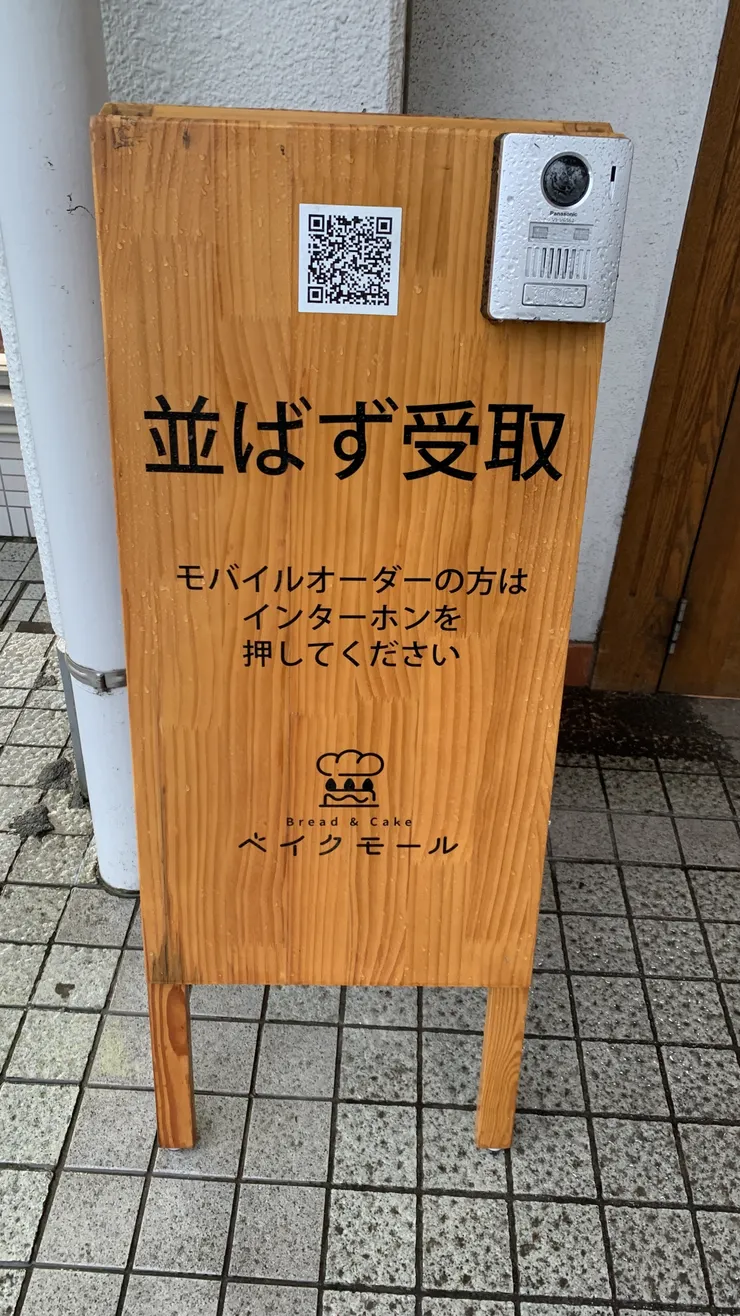 Panasonic
並ばず受取
モバイルオーダーの方は
インターホンを
押してください
Bread & Cake
ベイクモール